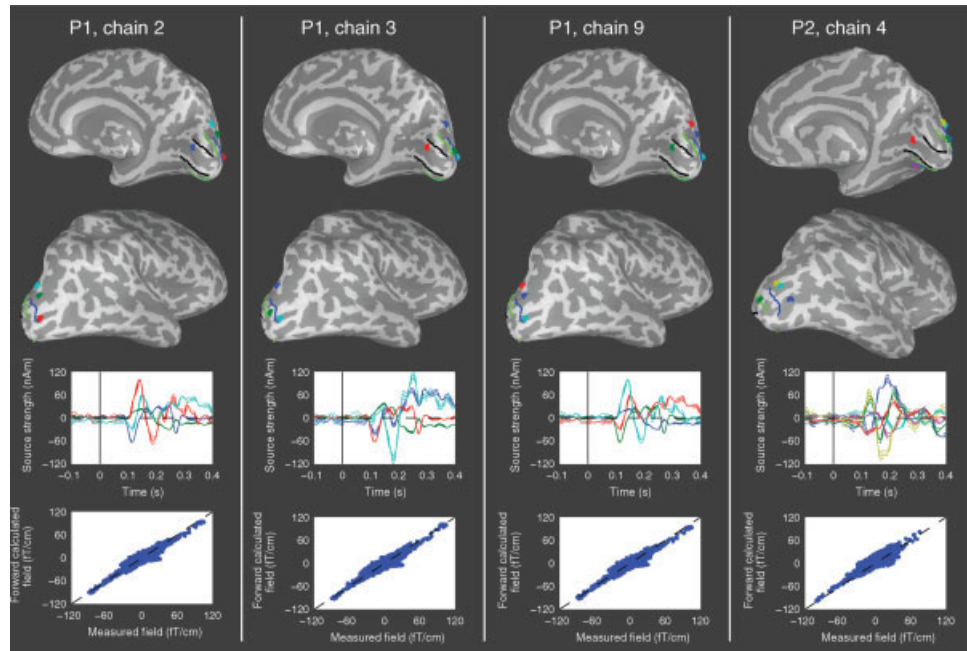 P1, chain 2
P1, chain 3
P1, chain 9
P2, chain 4
Source strength (nAm)
120
60
0
−60
−120
−0.1 0 0.1 0.2 0.3 0.4
Time (s)
Source strength (nAm)
120
60
0
−60
−120
−0.1 0 0.1 0.2 0.3 0.4
Time (s)
Source strength (nAm)
120
60
0
−60
−120
−0.1 0 0.1 0.2 0.3 0.4
Time (s)
Source strength (nAm)
120
60
0
−60
−120
−0.1 0 0.1 0.2 0.3 0.4
Time (s)
Forward calculated
field (fT/cm)
120
60
0
−60
−120
−120 −60 0 60 120
Measured field (fT/cm)
Forward calculated
field (fT/cm)
120
60
0
−60
−120
−120 −60 0 60 120
Measured field (fT/cm)
Forward calculated
field (fT/cm)
120
60
0
−60
−120
−120 −60 0 60 120
Measured field (fT/cm)
Forward calculated
field (fT/cm)
120
60
0
−60
−120
−120 −60 0 60 120
Measured field (fT/cm)